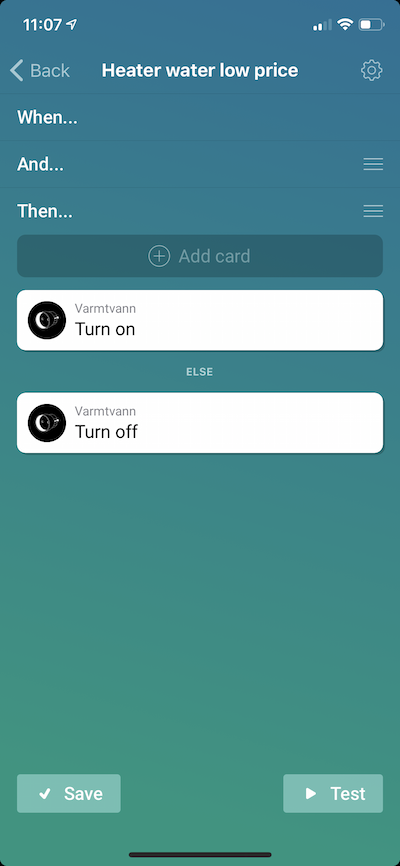 11:07
Back
Heater water low price
When...
And...
Then...
Add card
Varmtvann
Turn on
ELSE
Varmtvann
Turn off
Save
Test